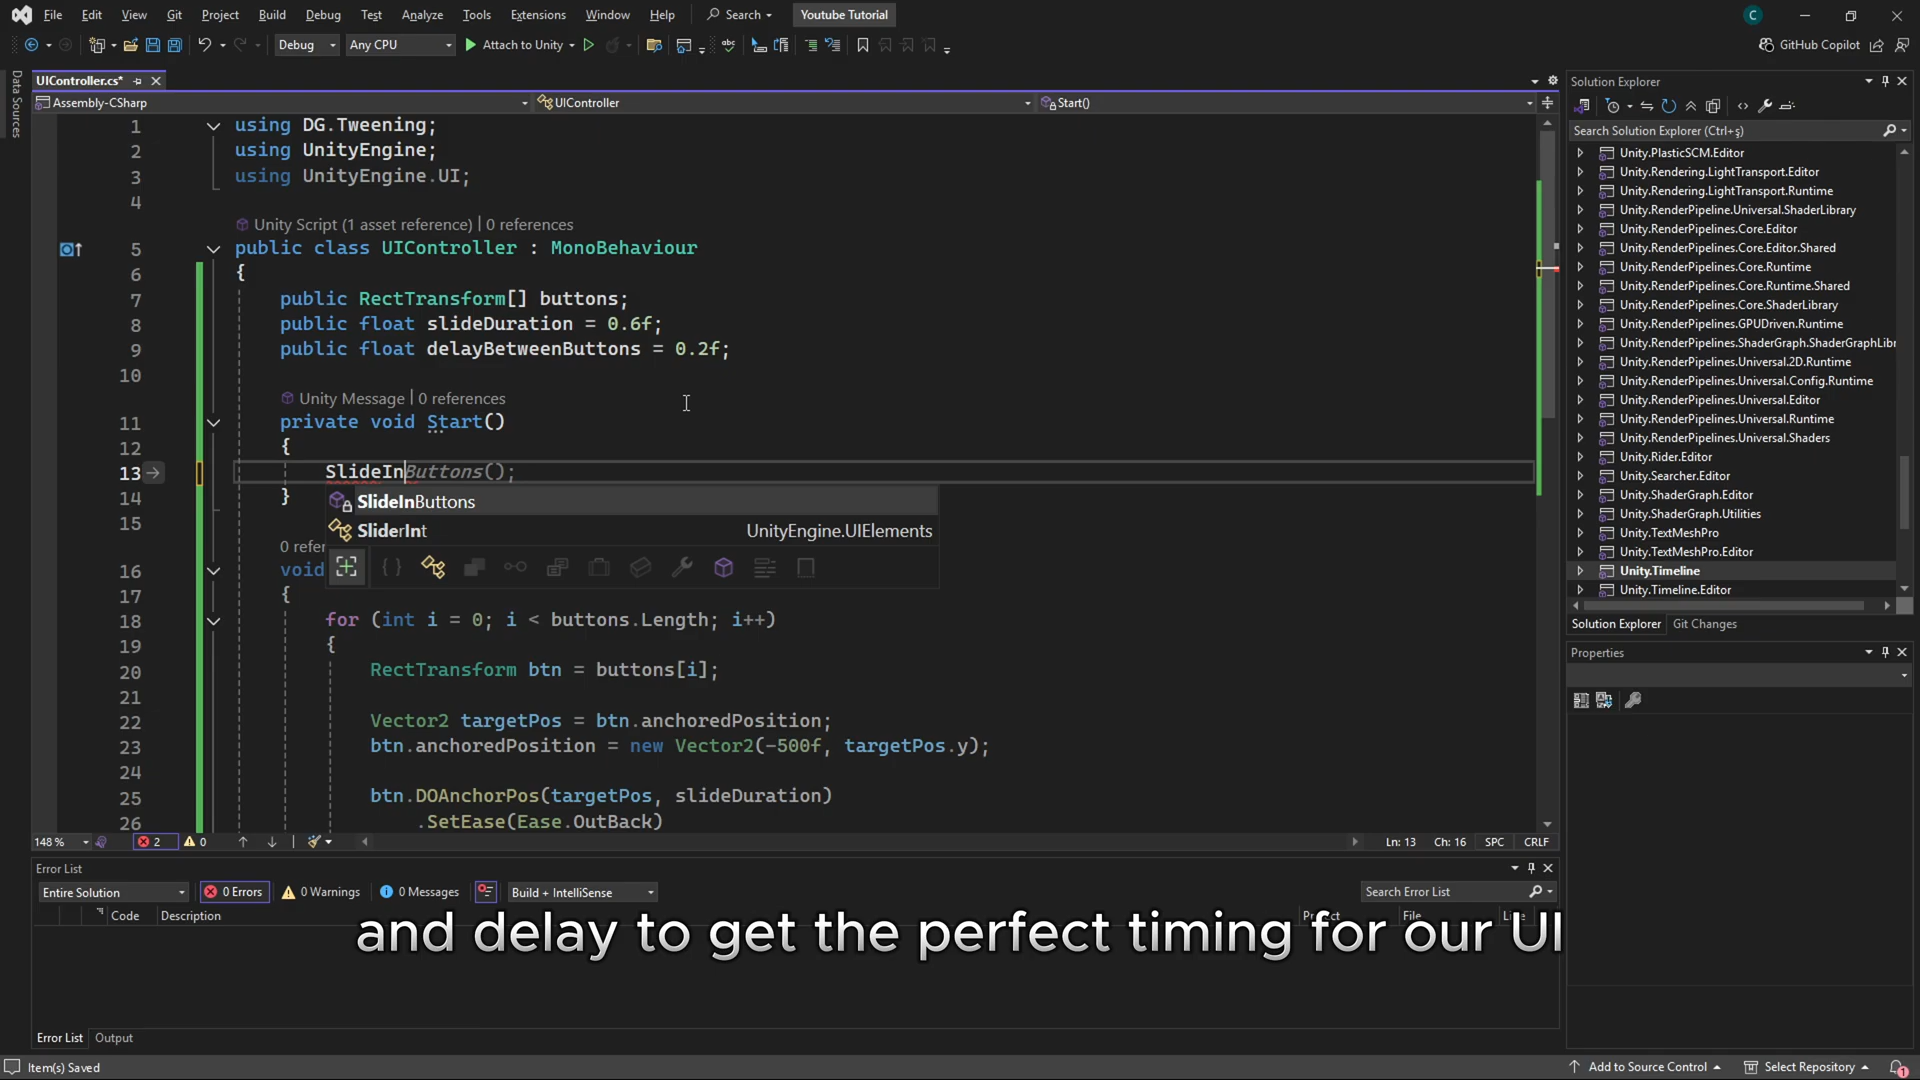 File Edit View Git Project Build Debug Test Analyze Tools Extensions Window Help Search Youtube Tutorial C
Debug Any CPU Attach to Unity GitHub Copilot
UIController.cs*
Assembly-CSharp UIController Start()
Data Sources
1 using DG.Tweening;
2 using UnityEngine;
3 using UnityEngine.UI;
4
Unity Script (1 asset reference) | 0 references
5 public class UIController : MonoBehaviour
6 {
7 public RectTransform[] buttons;
8 public float slideDuration = 0.6f;
9 public float delayBetweenButtons = 0.2f;
10
Unity Message | 0 references
11 private void Start()
12 {
13 SlideInButtons();
SlideInButtons
14 }
SliderInt UnityEngine.UIElements
15
0 refer
16 void
17 {
18 for (int i = 0; i < buttons.Length; i++)
19 {
20 RectTransform btn = buttons[i];
21
22 Vector2 targetPos = btn.anchoredPosition;
23 btn.anchoredPosition = new Vector2(-500f, targetPos.y);
24
25 btn.DOAnchorPos(targetPos, slideDuration)
26 .SetEase(Ease.OutBack)
148 % 2 0 Ln: 13 Ch: 16 SPC CRLF
Error List
Entire Solution 0 Errors 0 Warnings 0 Messages Build + IntelliSense Search Error List
Code Description Project File
and delay to get the perfect timing for our UI
Error List Output
Item(s) Saved Add to Source Control Select Repository 1
Solution Explorer
Search Solution Explorer (Ctrl+ş)
Unity.PlasticSCM.Editor
Unity.Rendering.LightTransport.Editor
Unity.Rendering.LightTransport.Runtime
Unity.RenderPipeline.Universal.ShaderLibrary
Unity.RenderPipelines.Core.Editor
Unity.RenderPipelines.Core.Editor.Shared
Unity.RenderPipelines.Core.Runtime
Unity.RenderPipelines.Core.Runtime.Shared
Unity.RenderPipelines.Core.ShaderLibrary
Unity.RenderPipelines.GPUDriven.Runtime
Unity.RenderPipelines.ShaderGraph.ShaderGraphLibr
Unity.RenderPipelines.Universal.2D.Runtime
Unity.RenderPipelines.Universal.Config.Runtime
Unity.RenderPipelines.Universal.Editor
Unity.RenderPipelines.Universal.Runtime
Unity.RenderPipelines.Universal.Shaders
Unity.Rider.Editor
Unity.Searcher.Editor
Unity.ShaderGraph.Editor
Unity.ShaderGraph.Utilities
Unity.TextMeshPro
Unity.TextMeshPro.Editor
Unity.Timeline
Unity.Timeline.Editor
Solution Explorer Git Changes
Properties